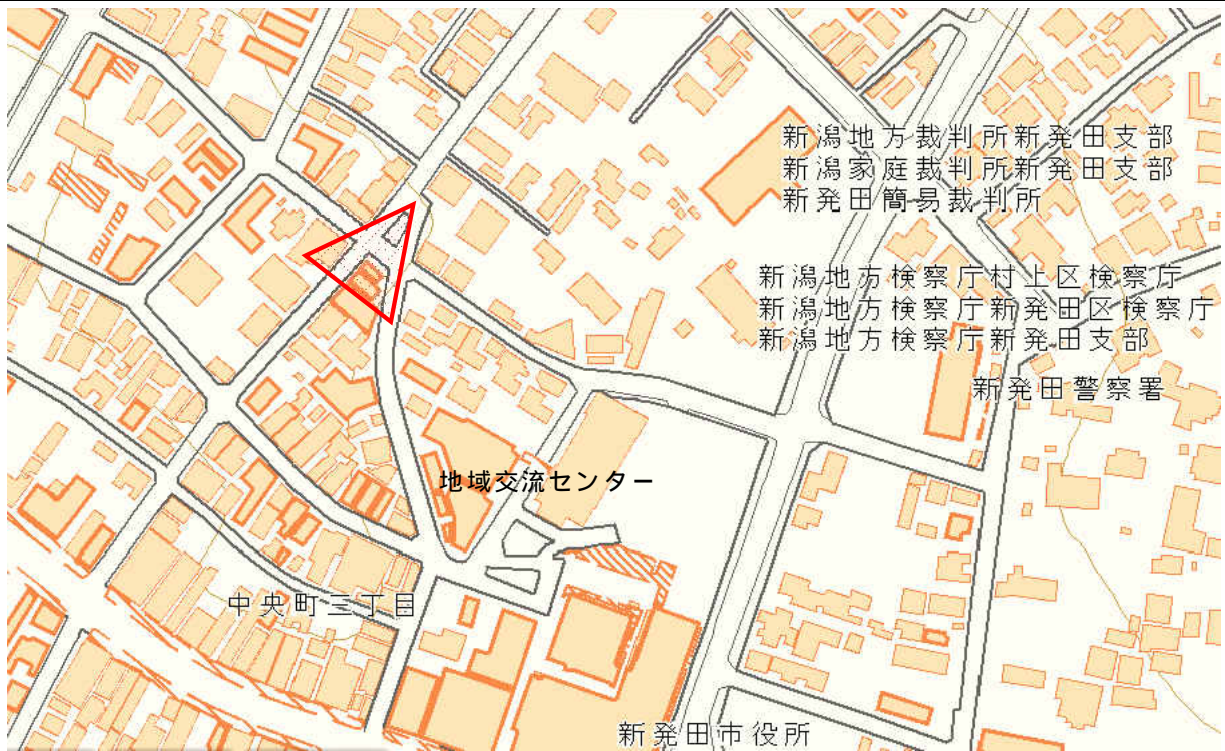 新潟地方裁判所新発田支部
新潟家庭裁判所新発田支部
新発田簡易裁判所
新潟地方検察庁村上区検察庁
新潟地方検察庁新発田区検察庁
新潟地方検察庁新発田支部
新発田警察署
地域交流センター
中央町三丁目
新発田市役所